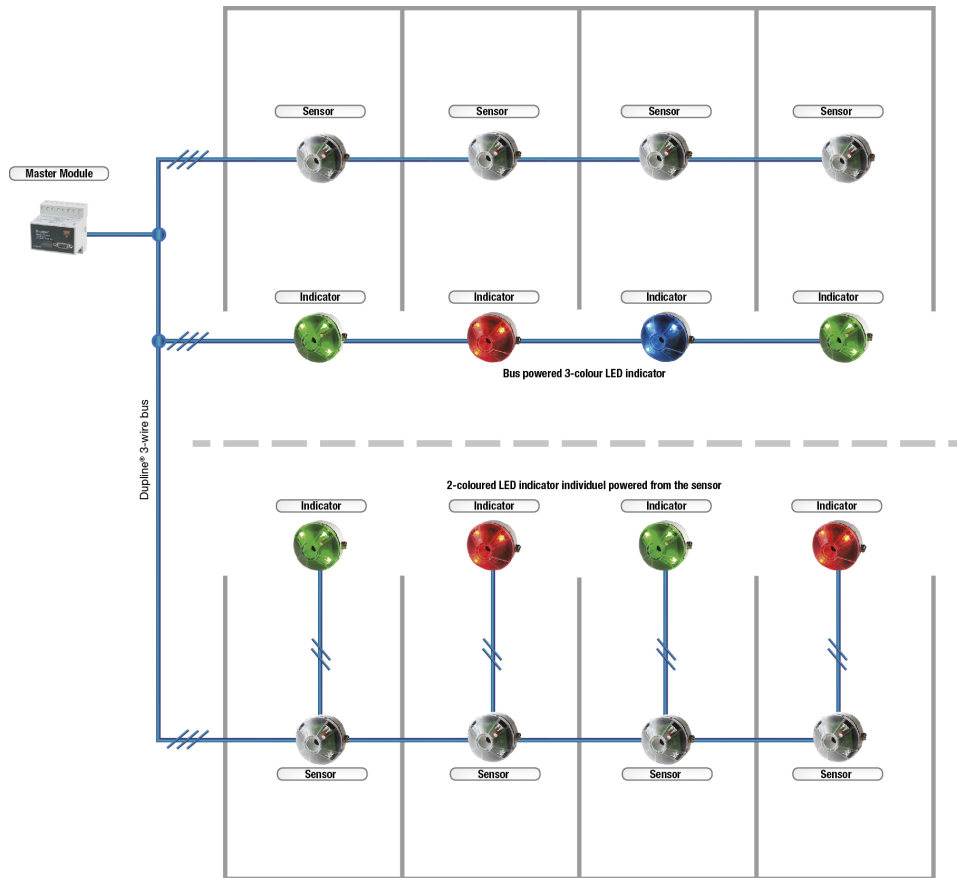 Sensor
Sensor
Sensor
Sensor
Master Module
Indicator
Indicator
Indicator
Indicator
Bus powered 3-colour LED indicator
Dupline® 3-wire bus
2-coloured LED indicator individuel powered from the sensor
Indicator
Indicator
Indicator
Indicator
Sensor
Sensor
Sensor
Sensor